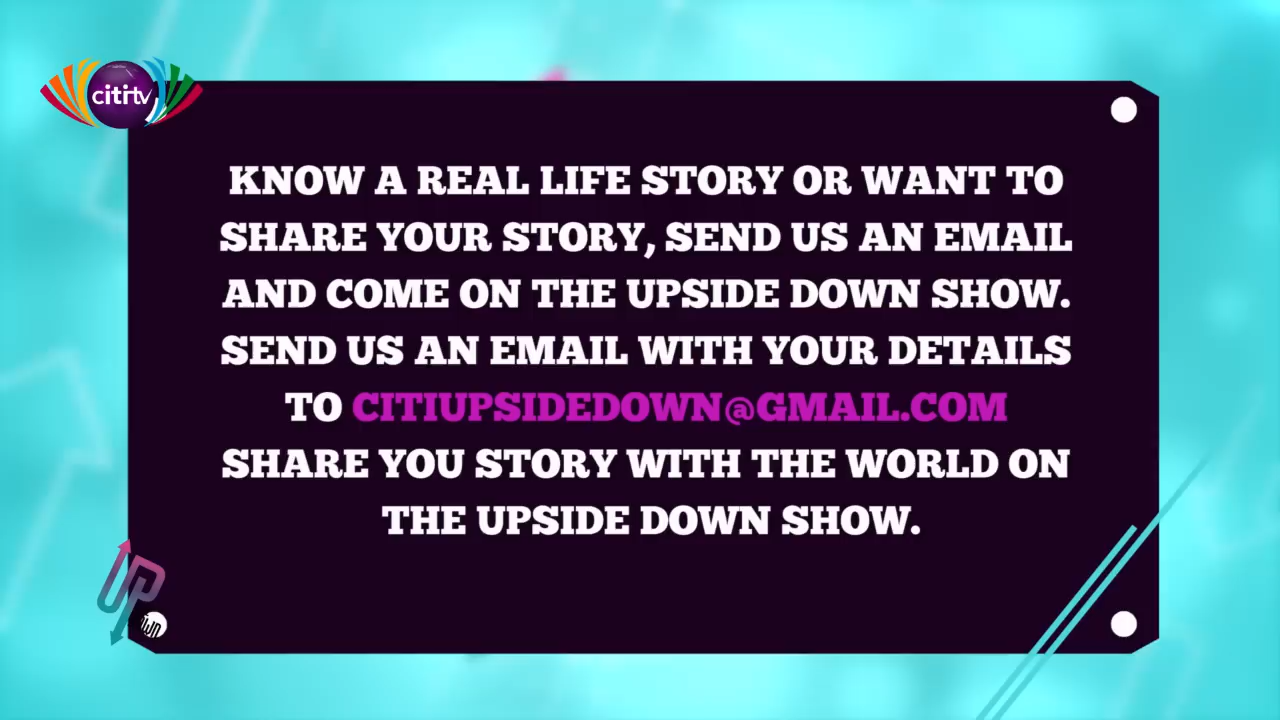 citi tv
KNOW A REAL LIFE STORY OR WANT TO
SHARE YOUR STORY, SEND US AN EMAIL
AND COME ON THE UPSIDE DOWN SHOW.
SEND US AN EMAIL WITH YOUR DETAILS
TO CITIUPSIDEDOWN@GMAIL.COM
SHARE YOU STORY WITH THE WORLD ON
THE UPSIDE DOWN SHOW.
UP